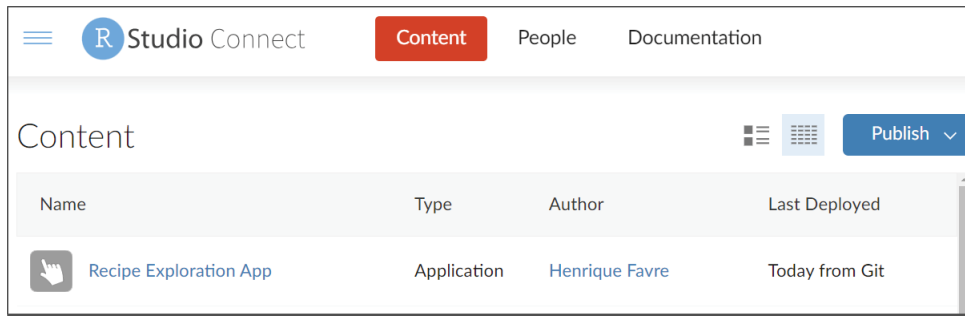 R Studio Connect Content People Documentation
Content Publish
Name Type Author Last Deployed
Recipe Exploration App Application Henrique Favre Today from Git